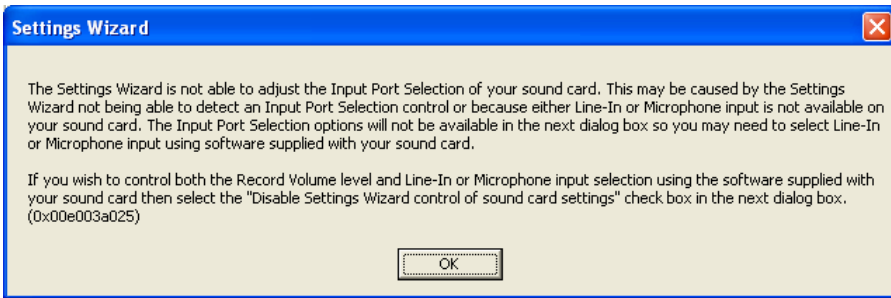 Settings Wizard
The Settings Wizard is not able to adjust the Input Port Selection of your sound card. This may be caused by the Settings
Wizard not being able to detect an Input Port Selection control or because either Line-In or Microphone input is not available on
your sound card. The Input Port Selection options will not be available in the next dialog box so you may need to select Line-In
or Microphone input using software supplied with your sound card.
If you wish to control both the Record Volume level and Line-In or Microphone input selection using the software supplied with
your sound card then select the "Disable Settings Wizard control of sound card settings" check box in the next dialog box.
(0x00e003a025)
OK